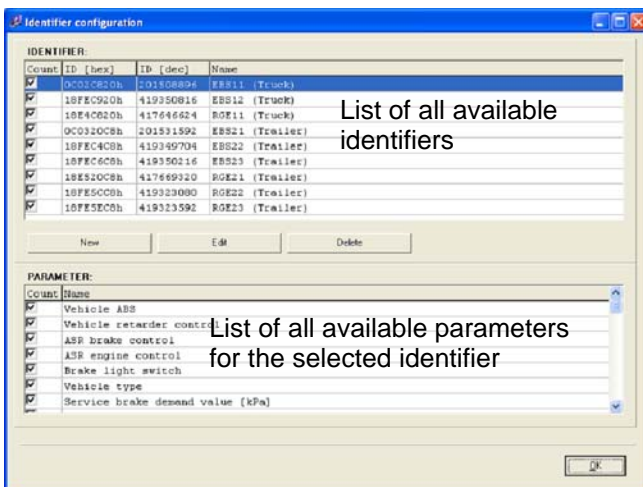 Identifier configuration
IDENTIFIER:
Count ID [hex] ID [dec] Name
0C02C820h 201508896 EBS11 (Truck)
18FEC920h 419350816 EBS12 (Truck)
18E4C820h 417646624 RGE11 (Truck)
0C0320C8h 201531592 EBS21 (Trailer)
18FEC4C8h 419349704 EBS22 (Trailer)
18FEC6C8h 419350216 EBS23 (Trailer)
18E520C8h 417669320 RGE21 (Trailer)
18FE5CC8h 419323080 RGE22 (Trailer)
18FE5EC8h 419323592 RGE23 (Trailer)
List of all available
identifiers
New Edit Delete
PARAMETER:
Count Name
Vehicle ABS
Vehicle retarder control
ASR brake control
ASR engine control
Brake light switch
Vehicle type
Service brake demand value [kPa]
List of all available parameters
for the selected identifier
OK